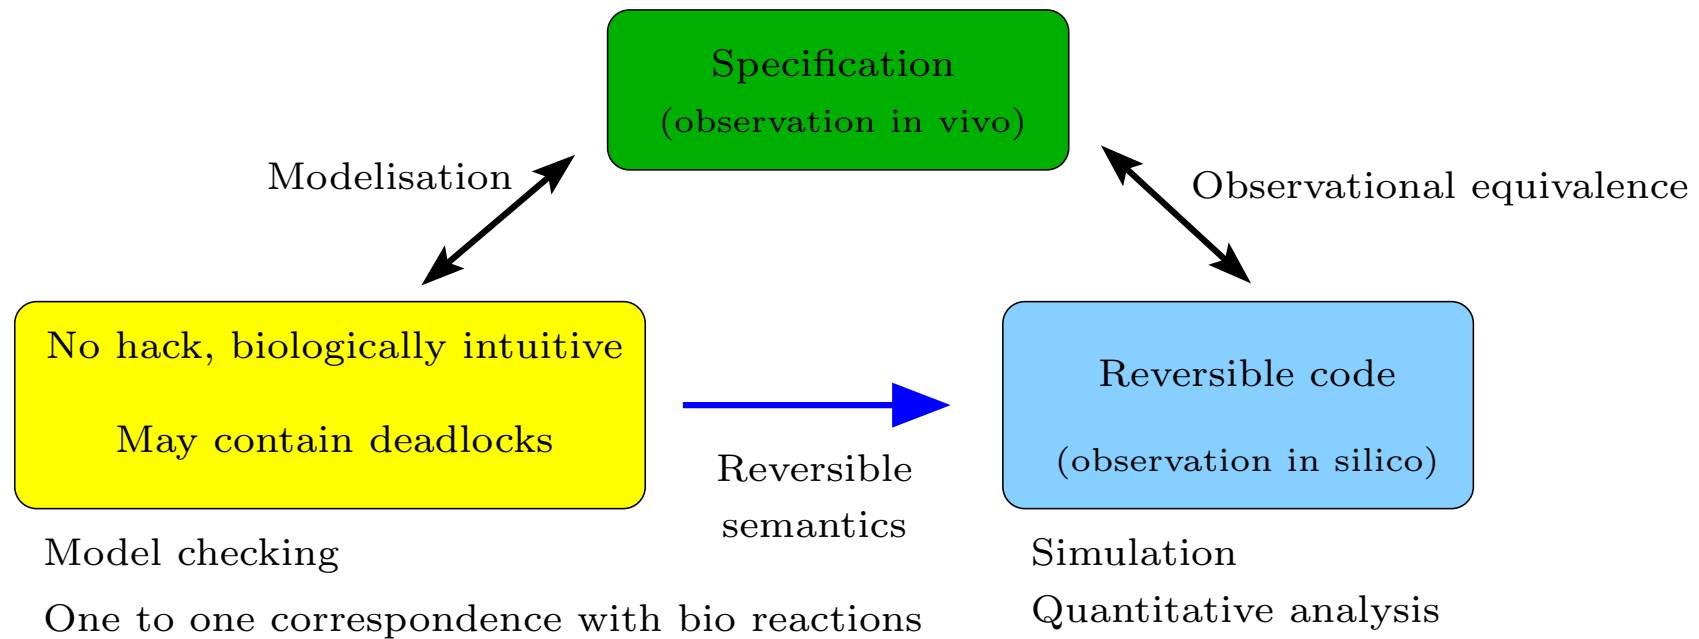 Specification
(observation in vivo)
Modelisation
Observational equivalence
No hack, biologically intuitive
May contain deadlocks
Reversible
semantics
Reversible code
(observation in silico)
Model checking
One to one correspondence with bio reactions
Simulation
Quantitative analysis